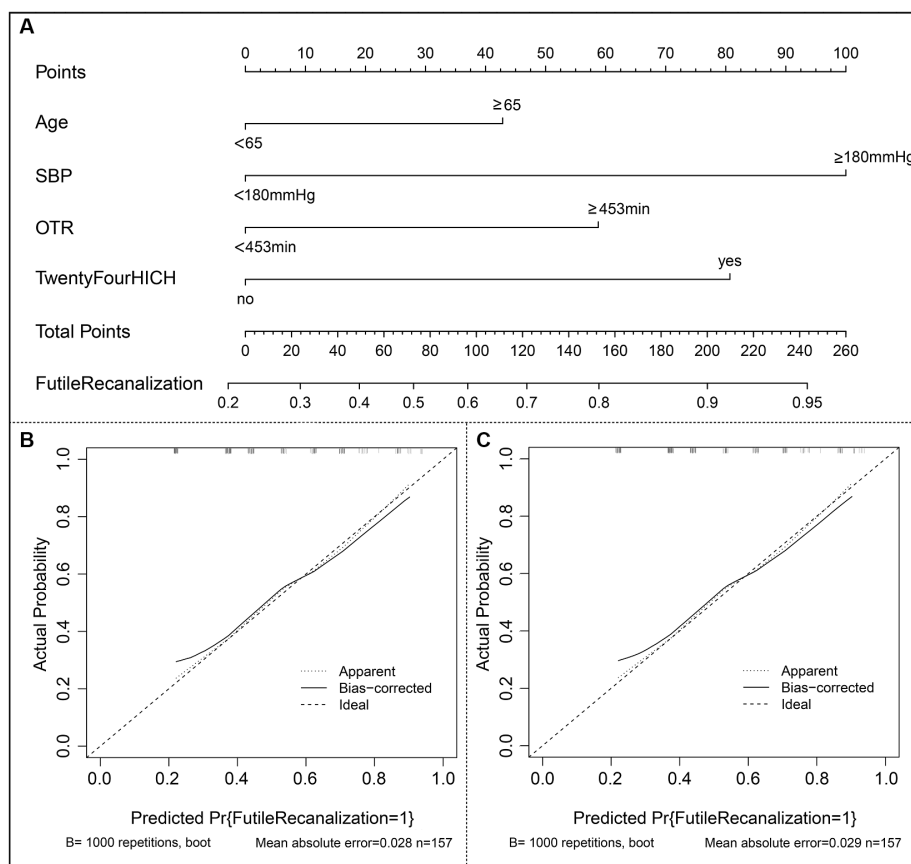 A
0 10 20 30 40 50 60 70 80 90 100
Points
≥65
Age
<65
≥180mmHg
SBP
<180mmHg
≥453min
OTR
<453min
yes
TwentyFourHICH
no
Total Points
0 20 40 60 80 100 120 140 160 180 200 220 240 260
FutileRecanalization
0.2 0.3 0.4 0.5 0.6 0.7 0.8 0.9 0.95
B
Actual Probability
1.0
0.8
0.6
0.4
0.2
0.0
Apparent
Bias-corrected
Ideal
0.0 0.2 0.4 0.6 0.8 1.0
Predicted Pr{FutileRecanalization=1}
B= 1000 repetitions, boot Mean absolute error=0.028 n=157
C
Actual Probability
1.0
0.8
0.6
0.4
0.2
0.0
Apparent
Bias-corrected
Ideal
0.0 0.2 0.4 0.6 0.8 1.0
Predicted Pr{FutileRecanalization=1}
B= 1000 repetitions, boot Mean absolute error=0.029 n=157